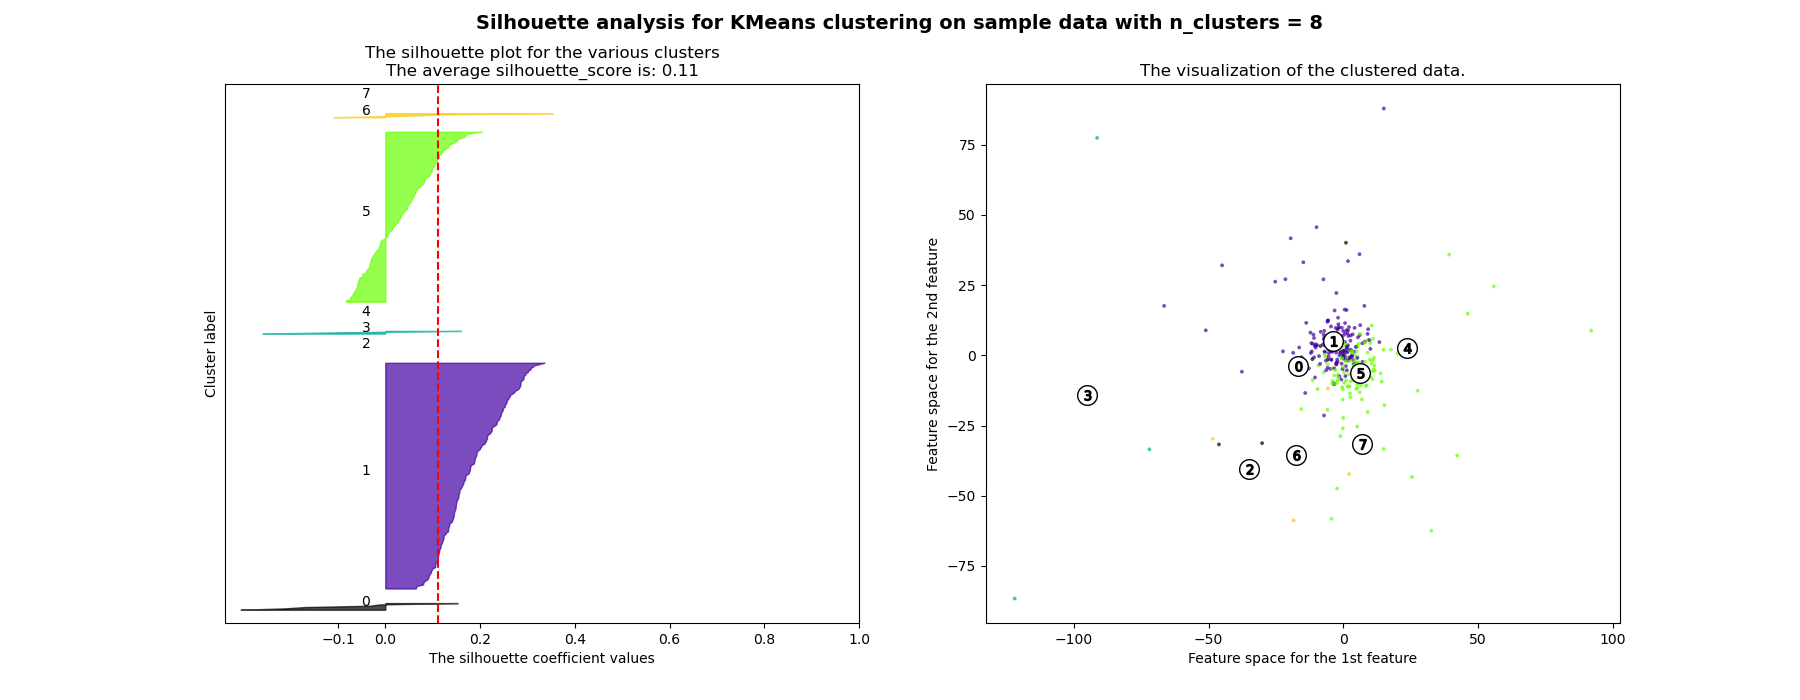 Silhouette analysis for KMeans clustering on sample data with n_clusters = 8
The silhouette plot for the various clusters
The average silhouette_score is: 0.11
Cluster label
7
6
5
4
3
2
1
0
−0.1 0.0 0.2 0.4 0.6 0.8 1.0
The silhouette coefficient values
The visualization of the clustered data.
Feature space for the 2nd feature
75
50
25
0
−25
−50
−75
1
4
0
5
3
7
6
2
−100 −50 0 50 100
Feature space for the 1st feature